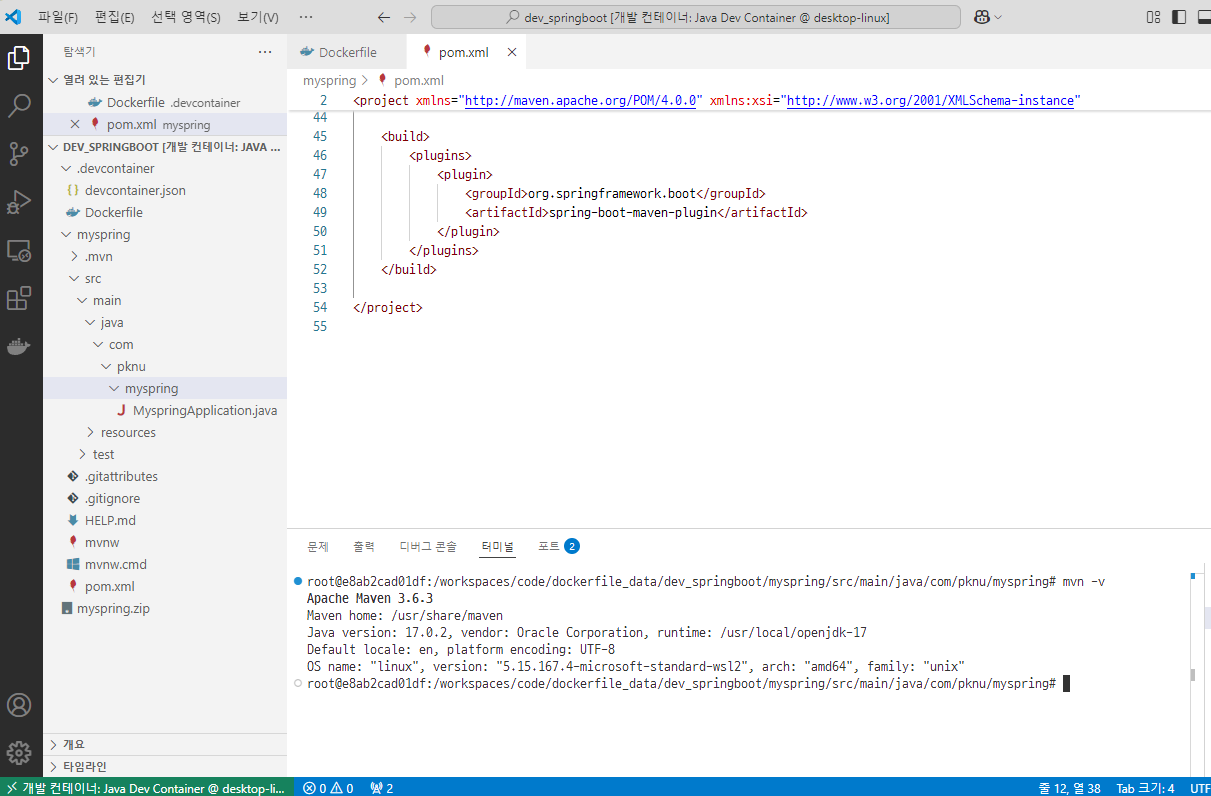 파일(F) 편집(E) 선택 영역(S) 보기(V) ··· dev_springboot [개발 컨테이너: Java Dev Container @ desktop-linux]
탐색기 ···
열려 있는 편집기
Dockerfile .devcontainer
pom.xml myspring
DEV_SPRINGBOOT [개발 컨테이너: JAVA ...
.devcontainer
devcontainer.json
Dockerfile
myspring
.mvn
src
main
java
com
pknu
myspring
MyspringApplication.java
resources
test
.gitattributes
.gitignore
HELP.md
mvnw
mvnw.cmd
pom.xml
myspring.zip
개요
타임라인
Dockerfile pom.xml
myspring > pom.xml
2 <project xmlns="http://maven.apache.org/POM/4.0.0" xmlns:xsi="http://www.w3.org/2001/XMLSchema-instance"
44
45 <build>
46 <plugins>
47 <plugin>
48 <groupId>org.springframework.boot</groupId>
49 <artifactId>spring-boot-maven-plugin</artifactId>
50 </plugin>
51 </plugins>
52 </build>
53
54 </project>
55
문제 출력 디버그 콘솔 터미널 포트 2
root@e8ab2cad01df:/workspaces/code/dockerfile_data/dev_springboot/myspring/src/main/java/com/pknu/myspring# mvn -v
Apache Maven 3.6.3
Maven home: /usr/share/maven
Java version: 17.0.2, vendor: Oracle Corporation, runtime: /usr/local/openjdk-17
Default locale: en, platform encoding: UTF-8
OS name: "linux", version: "5.15.167.4-microsoft-standard-wsl2", arch: "amd64", family: "unix"
root@e8ab2cad01df:/workspaces/code/dockerfile_data/dev_springboot/myspring/src/main/java/com/pknu/myspring#
개발 컨테이너: Java Dev Container @ desktop-li... 0 0 2 줄 12, 열 38 Tab 크기: 4 UTF